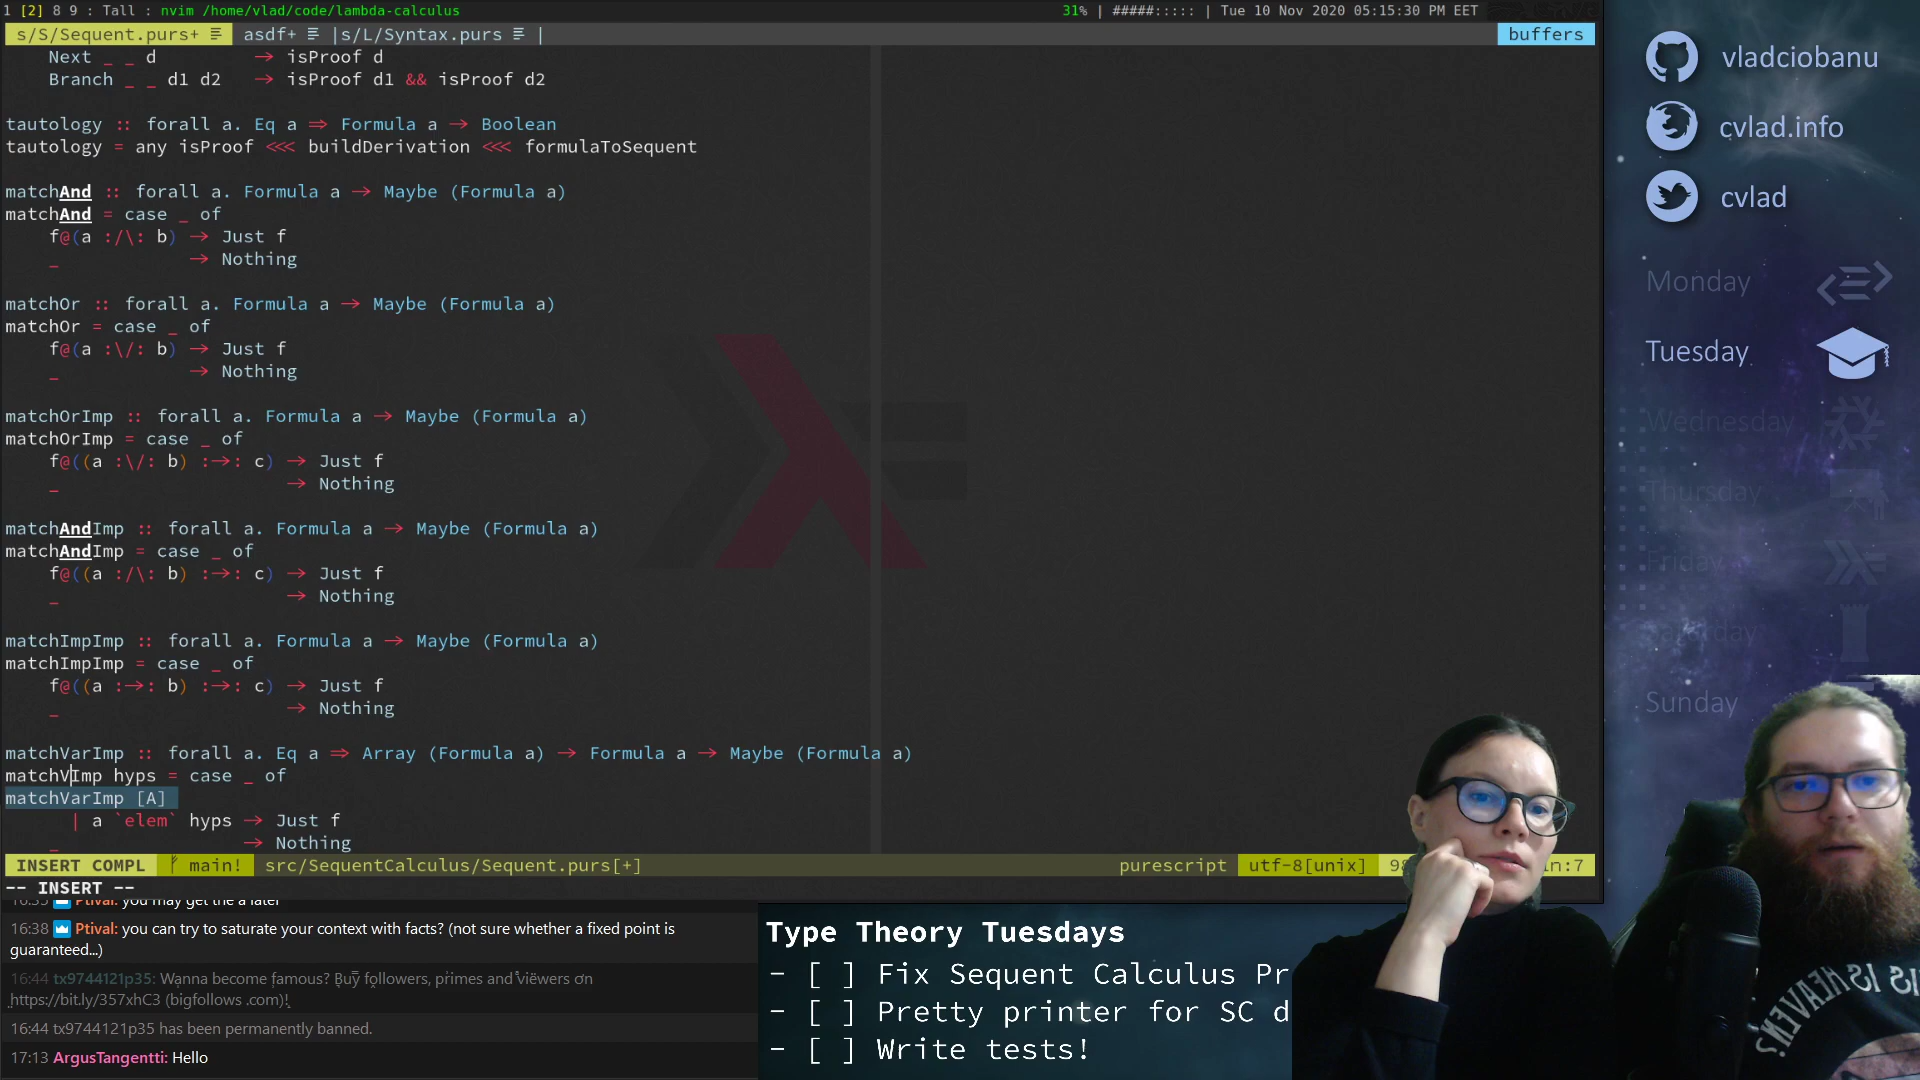 1 [2] 8 9 : Tall : nvim /home/vlad/code/lambda-calculus
31% | #####::::: | Tue 10 Nov 2020 05:15:30 PM EET
s/S/Sequent.purs+ ≡ asdf+ ≡ |s/L/Syntax.purs ≡ |
buffers
Next _ _ d → isProof d
Branch _ _ d1 d2 → isProof d1 && isProof d2
tautology :: forall a. Eq a ⇒ Formula a → Boolean
tautology = any isProof <<< buildDerivation <<< formulaToSequent
matchAnd :: forall a. Formula a → Maybe (Formula a)
matchAnd = case _ of
f@(a :/\: b) → Just f
_ → Nothing
matchOr :: forall a. Formula a → Maybe (Formula a)
matchOr = case _ of
f@(a :\/: b) → Just f
_ → Nothing
matchOrImp :: forall a. Formula a → Maybe (Formula a)
matchOrImp = case _ of
f@((a :\/: b) :→: c) → Just f
_ → Nothing
matchAndImp :: forall a. Formula a → Maybe (Formula a)
matchAndImp = case _ of
f@((a :/\: b) :→: c) → Just f
_ → Nothing
matchImpImp :: forall a. Formula a → Maybe (Formula a)
matchImpImp = case _ of
f@((a :→: b) :→: c) → Just f
_ → Nothing
matchVarImp :: forall a. Eq a ⇒ Array (Formula a) → Formula a → Maybe (Formula a)
matchVImp hyps = case _ of
matchVarImp [A]
| a `elem` hyps → Just f
_ → Nothing
INSERT COMPL main! src/SequentCalculus/Sequent.purs[+]
purescript utf-8[unix]
-- INSERT --
Ptival: you may get the a later
16:38 Ptival: you can try to saturate your context with facts? (not sure whether a fixed point is
guaranteed...)
16:44 tx9744121p35: Wanna become famous? Buy followers, primes and viewers on
https://bit.ly/357xhC3 (bigfollows .com)!
16:44 tx9744121p35 has been permanently banned.
17:13 ArgusTangentti: Hello
Type Theory Tuesdays
- [ ] Fix Sequent Calculus Pr
- [ ] Pretty printer for SC d
- [ ] Write tests!
vladciobanu
cvlad.info
cvlad
Monday
Tuesday
Wednesday
Thursday
Friday
Sunday